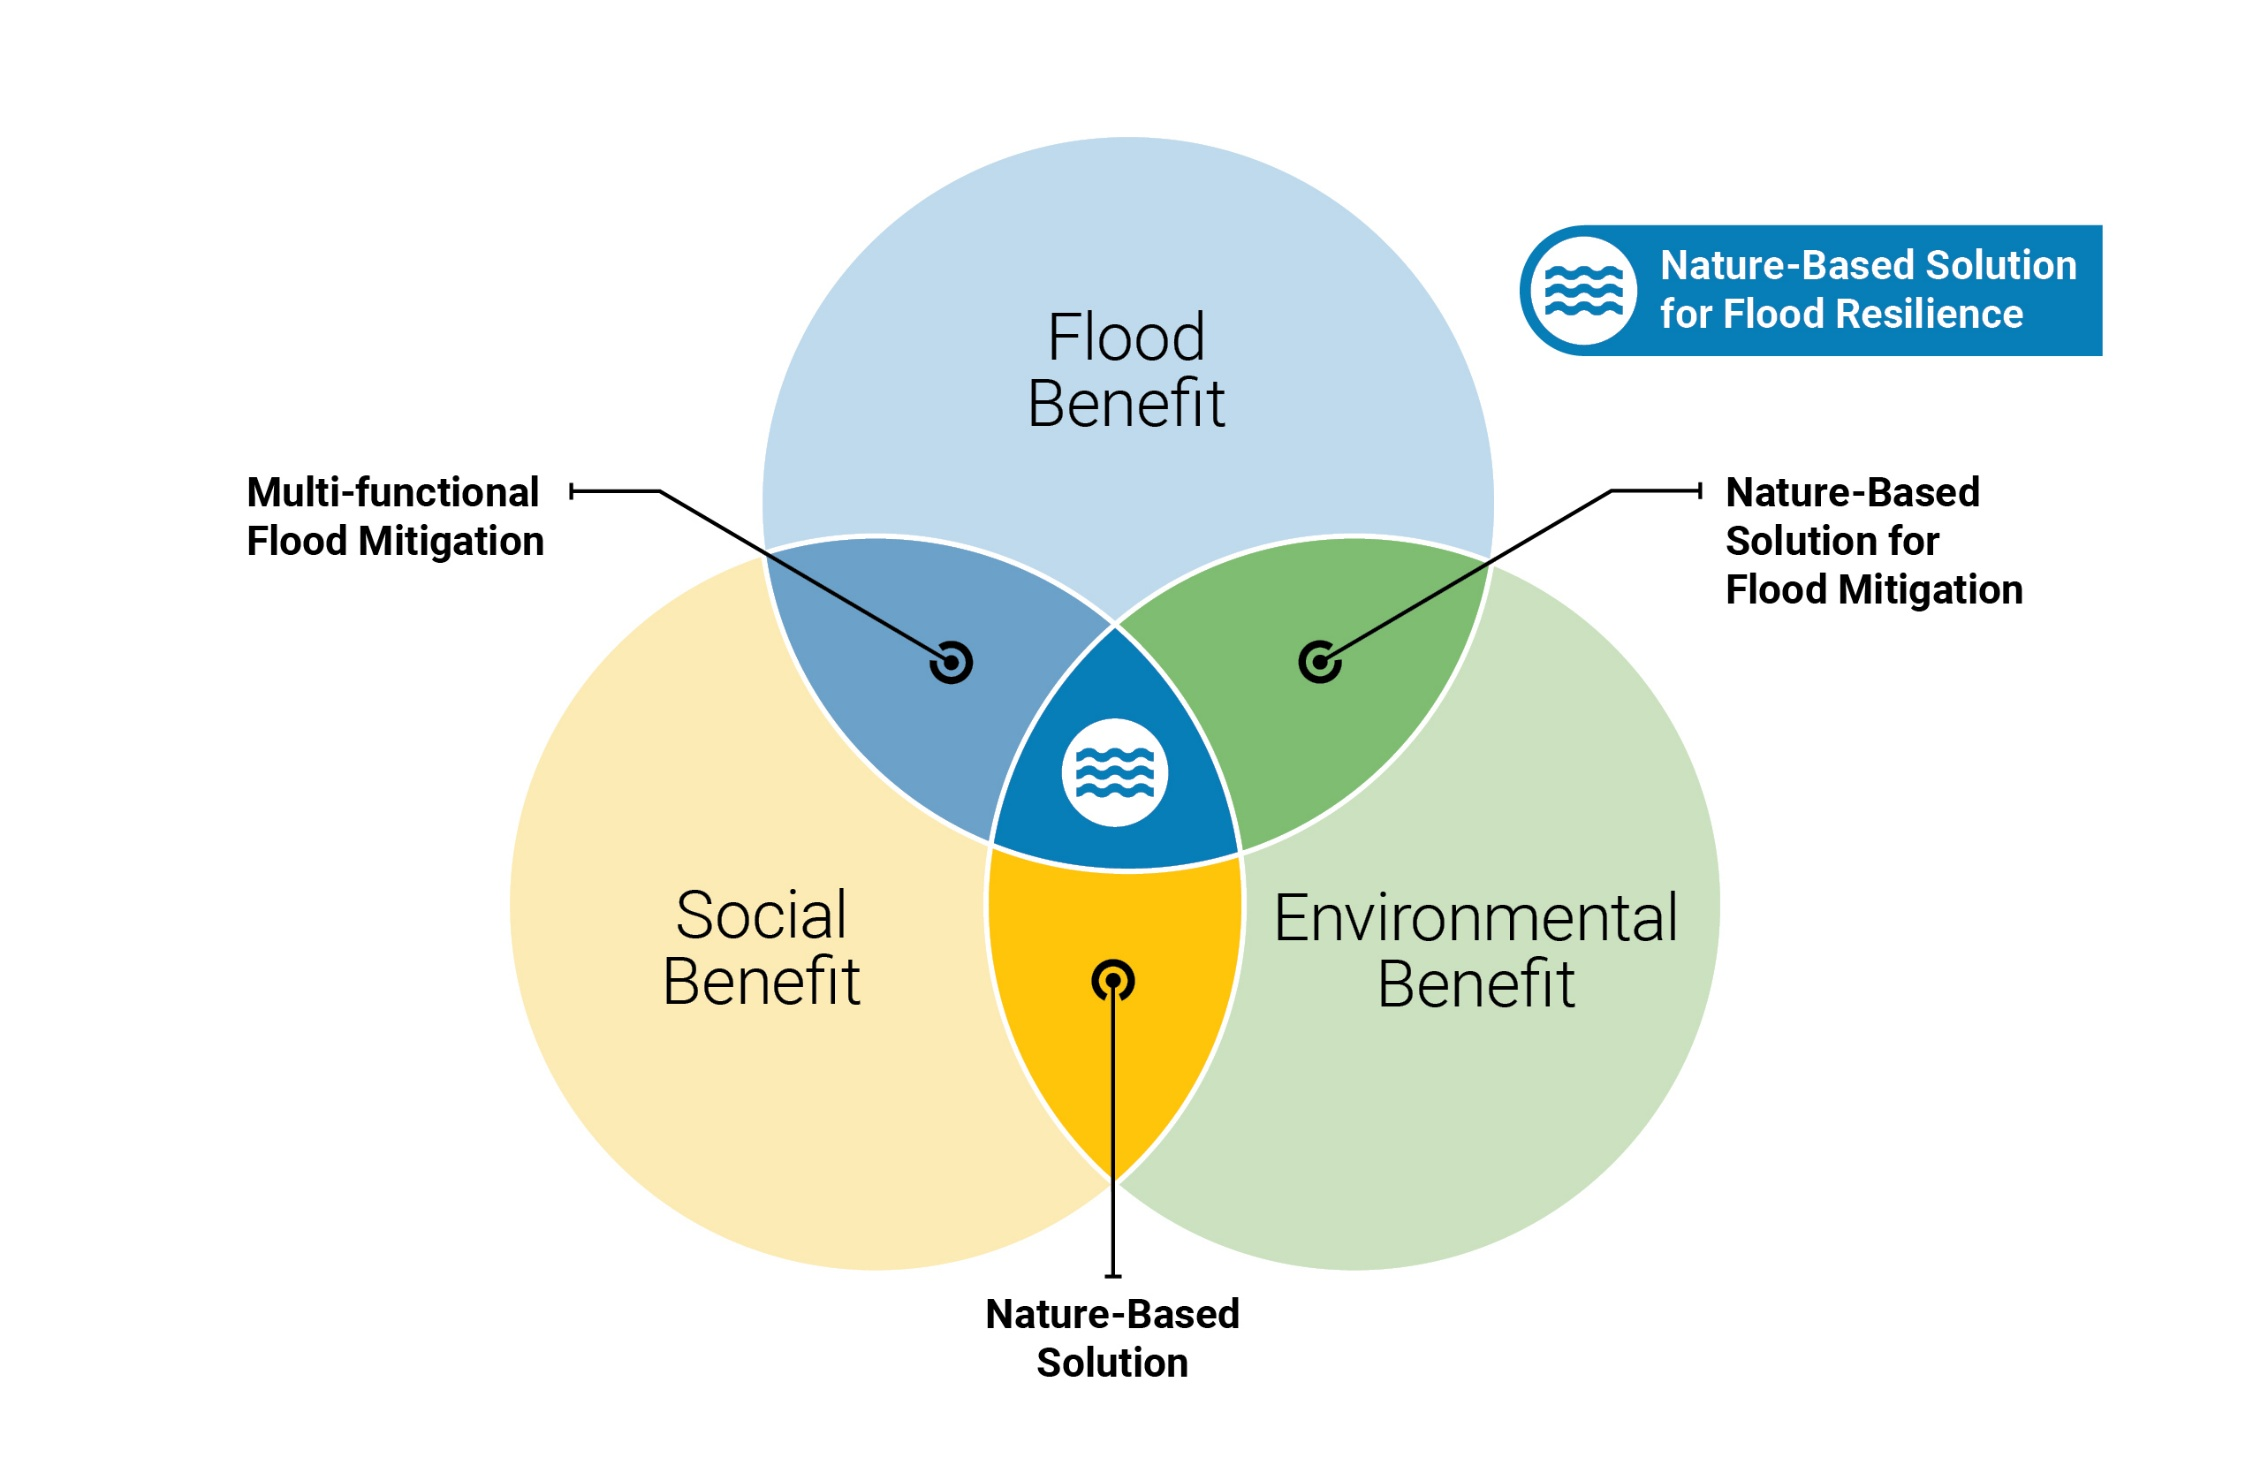 Flood
Benefit
Nature-Based Solution
for Flood Resilience
Multi-functional
Flood Mitigation
Nature-Based
Solution for
Flood Mitigation
Social
Benefit
Environmental
Benefit
Nature-Based
Solution